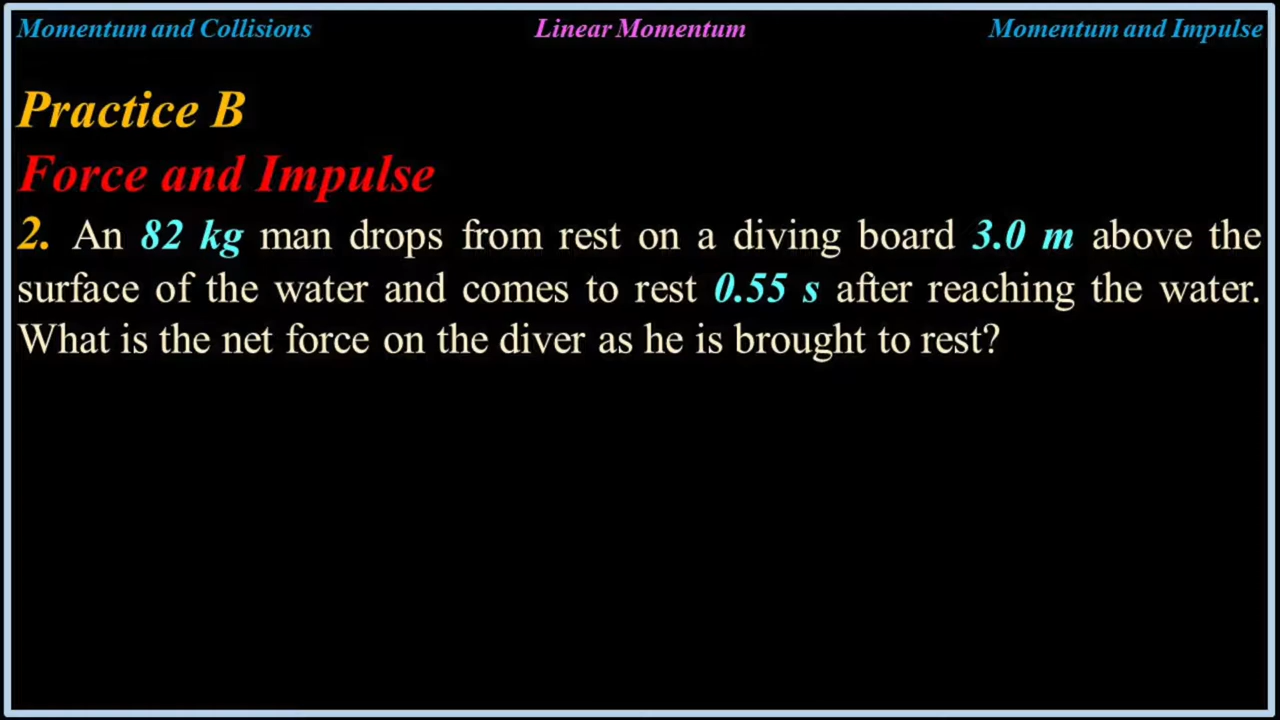 Momentum and Collisions Linear Momentum Momentum and Impulse
Practice B
Force and Impulse
2. An 82 kg man drops from rest on a diving board 3.0 m above the
surface of the water and comes to rest 0.55 s after reaching the water.
What is the net force on the diver as he is brought to rest?